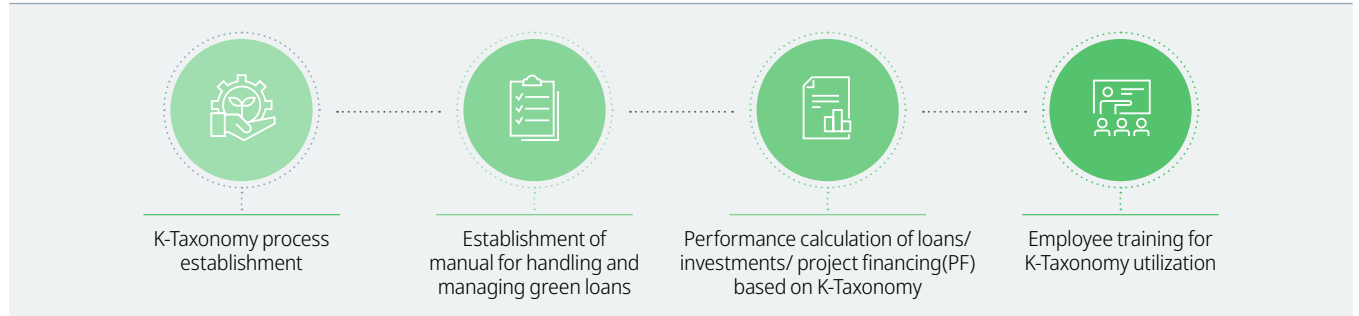 K-Taxonomy process
establishment
Establishment of
manual for handling and
managing green loans
Performance calculation of loans/
investments/ project financing(PF)
based on K-Taxonomy
Employee training for
K-Taxonomy utilization